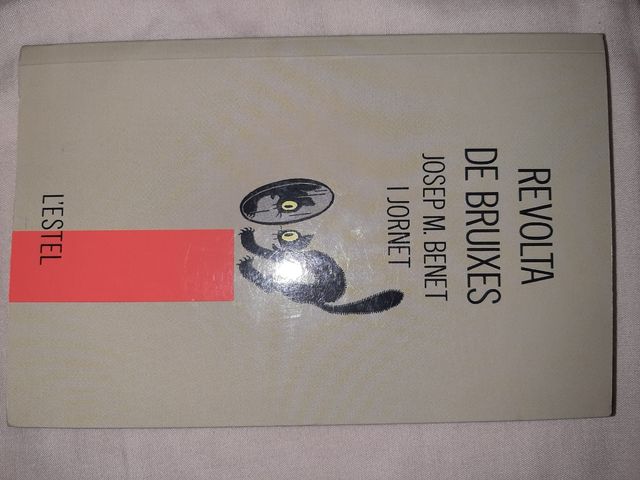 REVOLTA
DE BRUIXES
JOSEP M. BENET
I JORNET
L'ESTEL